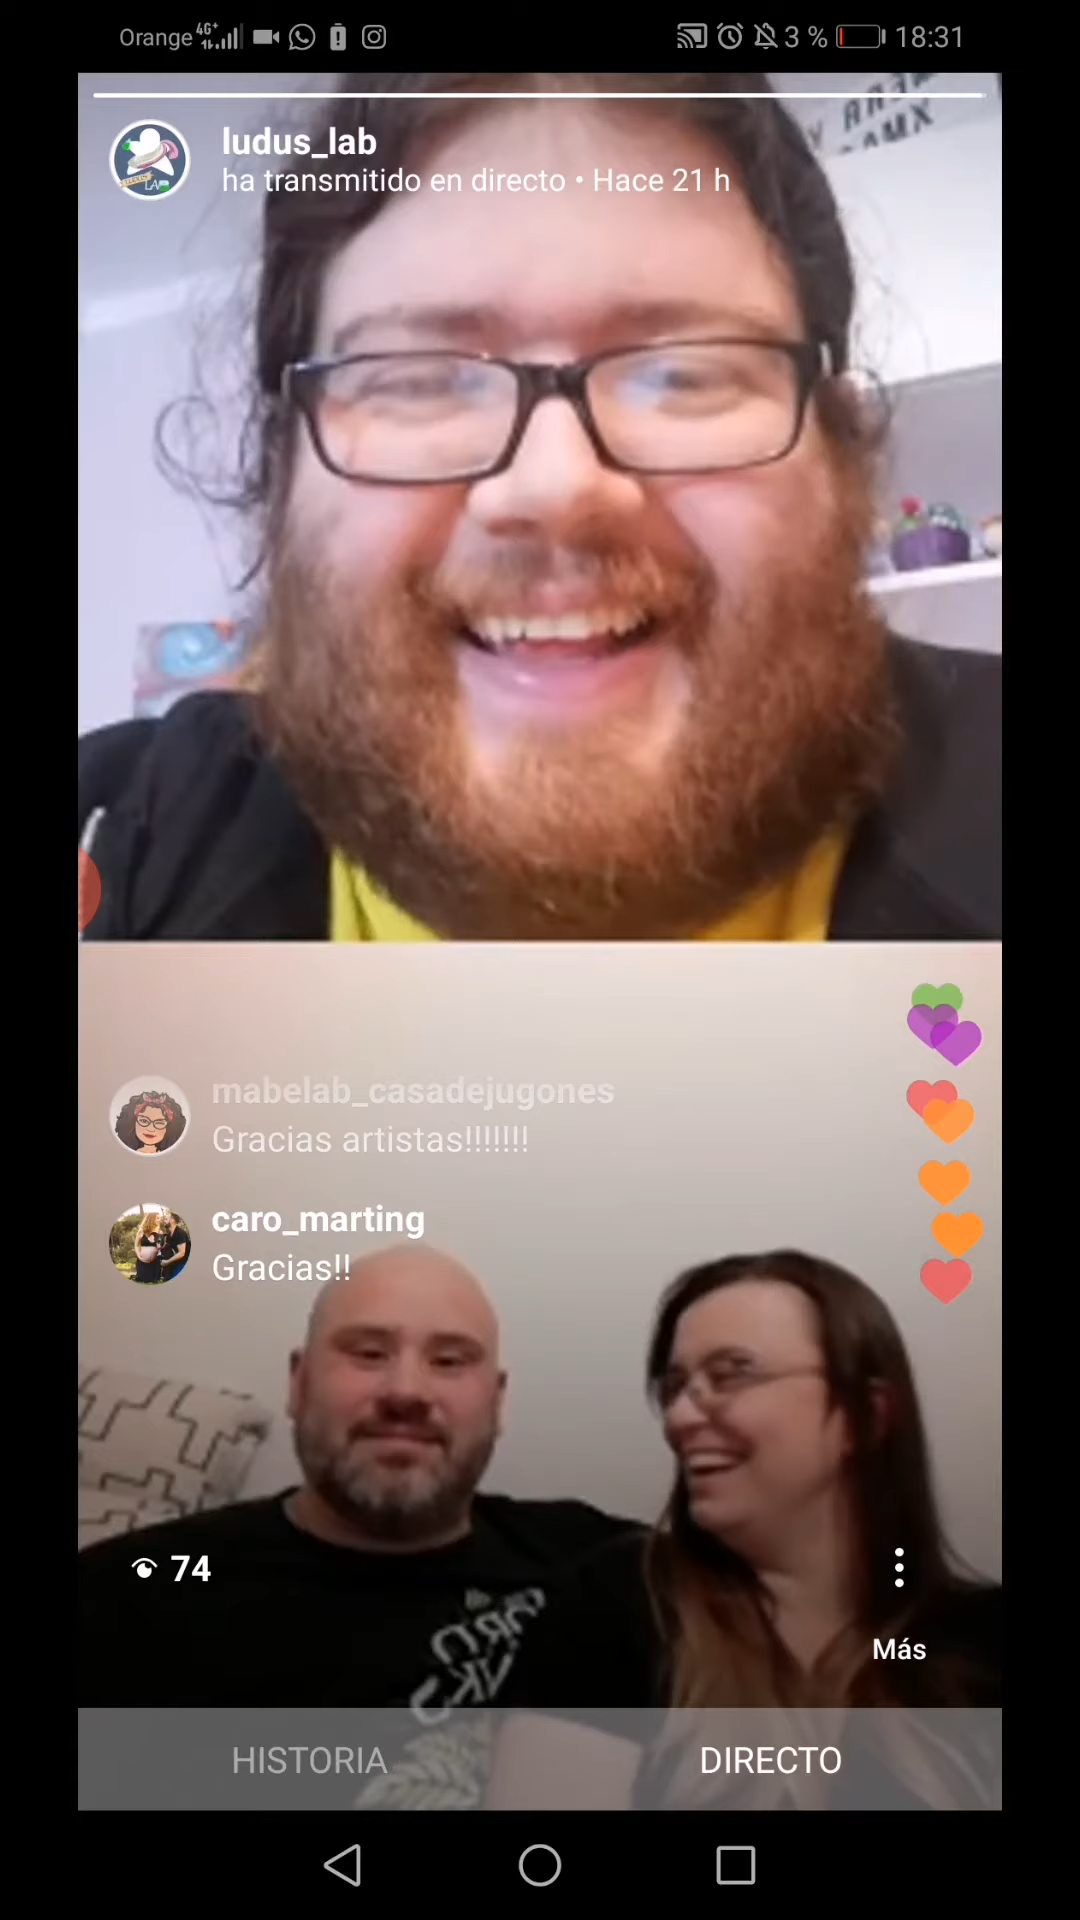 Orange 4G+ 3 % 18:31
ludus_lab
ha transmitido en directo • Hace 21 h
mabelab_casadejugones
Gracias artistas!!!!!!!
caro_marting
Gracias!!
74
Más
HISTORIA DIRECTO